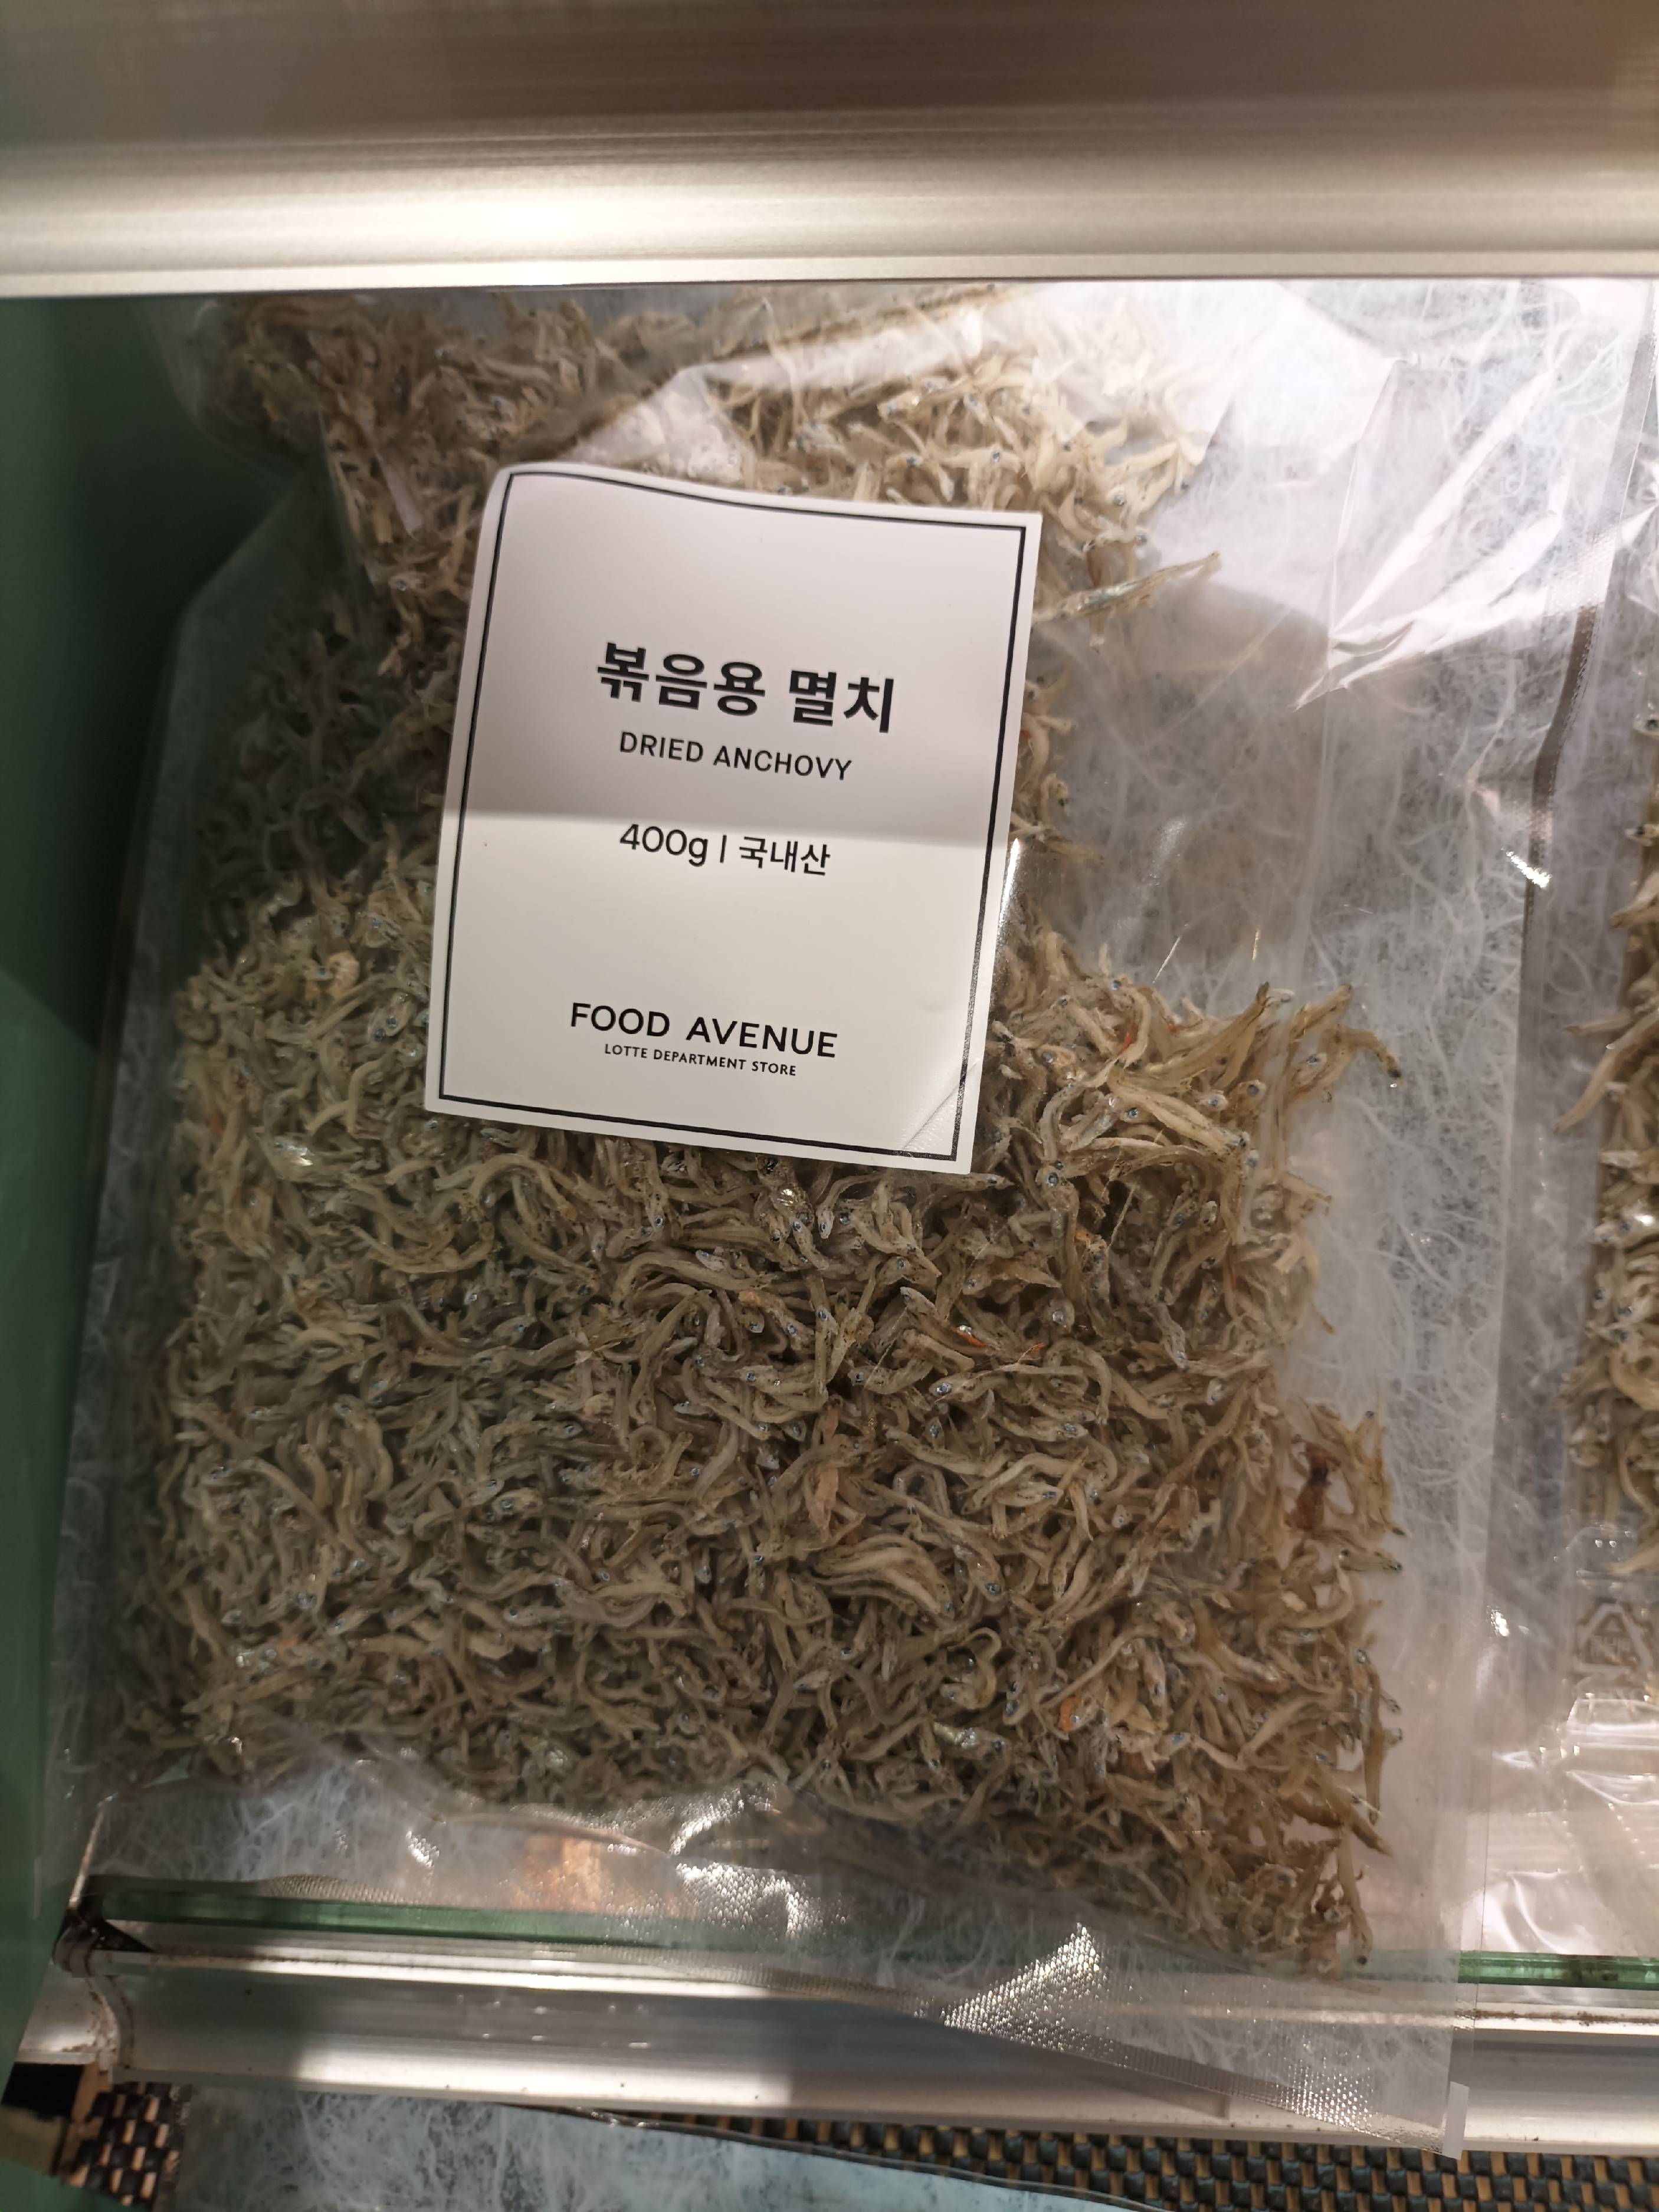 볶음용 멸치
DRIED ANCHOVY
400g | 국내산
FOOD AVENUE
LOTTE DEPARTMENT STORE